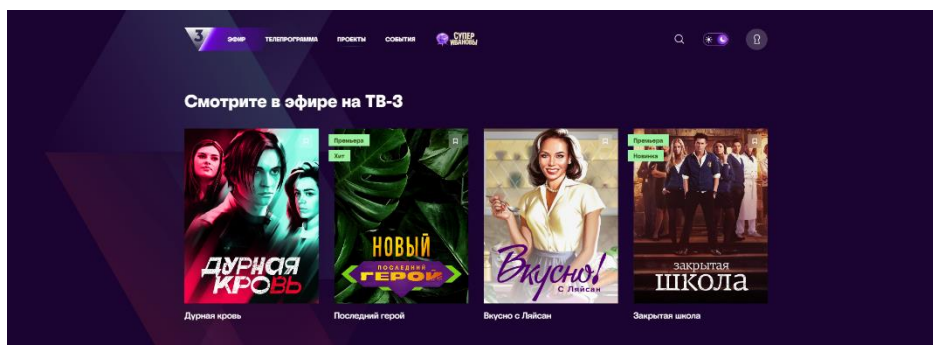 3 ЭФИР ТЕЛЕПРОГРАММА ПРОЕКТЫ СОБЫТИЯ СУПЕР ИВАНОВЫ
Смотрите в эфире на ТВ-3
ДУРНАЯ
КРОВЬ
Дурная кровь
Премьера
Хит
НОВЫЙ
ПОСЛЕДНИЙ
ГЕРОЙ
Последний герой
Вкусно!
С Ляйсан
Вкусно с Ляйсан
Премьера
Новинка
закрытая
школа
Закрытая школа